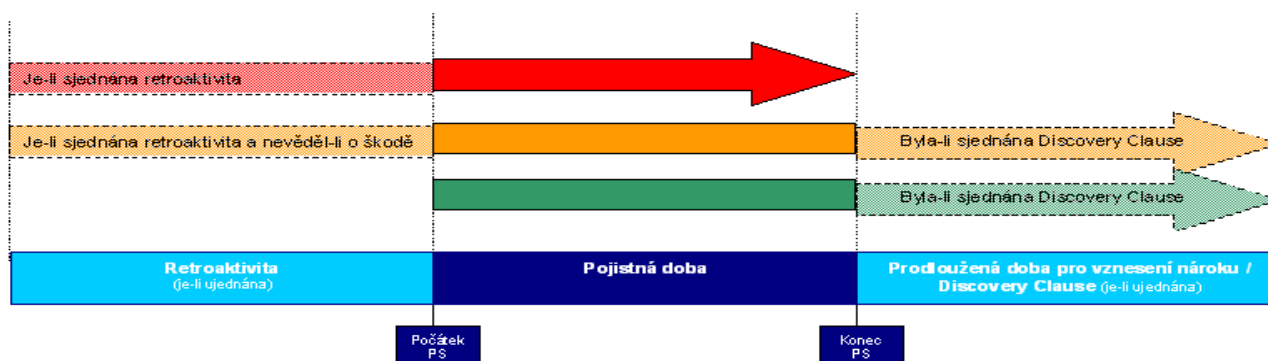 Je-li sjednána retroaktivita
Je-li sjednána retroaktivita a nevěděl-li o škodě
Byla-li sjednána Discovery Clause
Byla-li sjednána Discovery Clause
Retroaktivita
(je-li ujednána)
Pojistná doba
Prodloužená doba pro vznesení nároku /
Discovery Clause (je-li ujednána)
Počátek
PS
Konec
PS